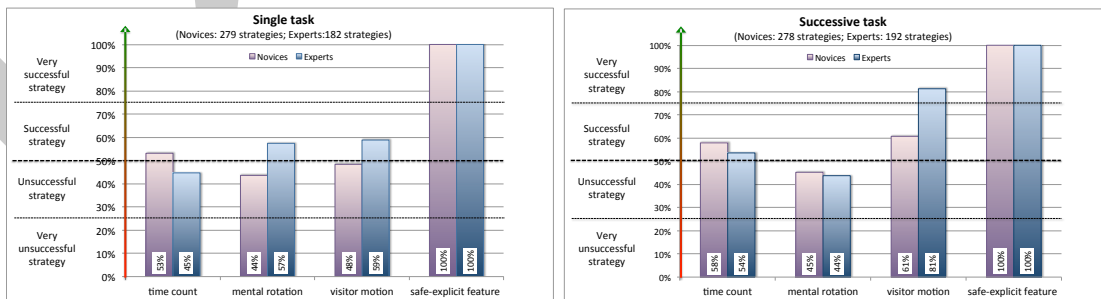 Single task
(Novices: 279 strategies; Experts:182 strategies)
Novices Experts
100%
90%
80%
70%
60%
50%
40%
30%
20%
10%
0%
Very
successful
strategy
Successful
strategy
Unsuccessful
strategy
Very
unsuccessful
strategy
53% 45% 44% 57% 48% 59% 100% 100%
time count mental rotation visitor motion safe-explicit feature
Successive task
(Novices: 278 strategies; Experts: 192 strategies)
Novices Experts
100%
90%
80%
70%
60%
50%
40%
30%
20%
10%
0%
Very
successful
strategy
Successful
strategy
Unsuccessful
strategy
Very
unsuccessful
strategy
58% 54% 45% 44% 61% 81% 100% 100%
time count mental rotation visitor motion safe-explicit feature